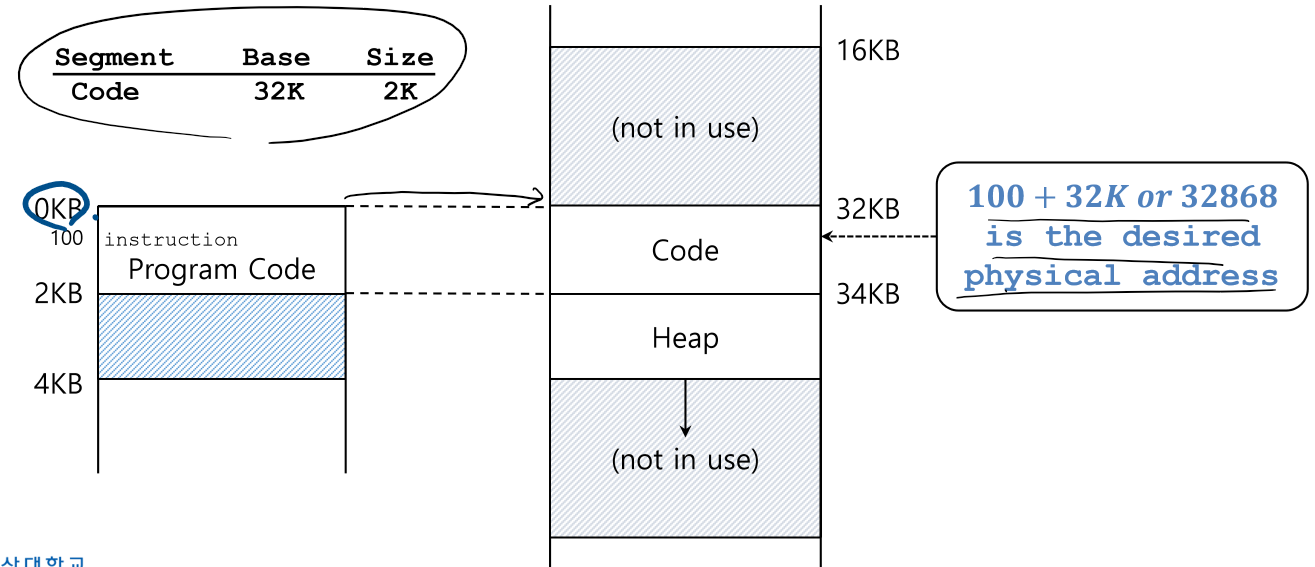 Segment Base Size
Code 32K 2K
0KB
100 instruction
Program Code
2KB
4KB
16KB
(not in use)
32KB
Code
34KB
Heap
(not in use)
100 + 32K or 32868
is the desired
physical address
상대학교